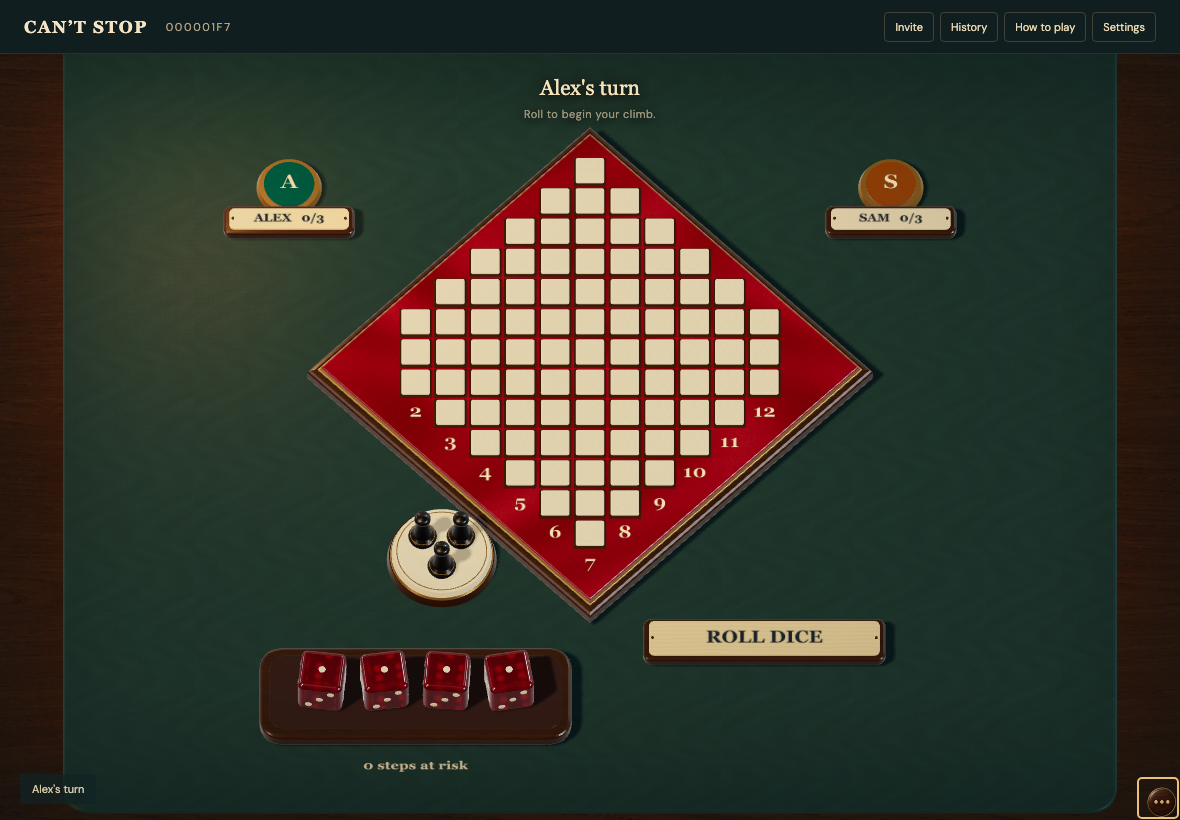 CAN'T STOP 000001F7 Invite History How to play Settings
Alex's turn
Roll to begin your climb.
A
S
ALEX 0/3
SAM 0/3
2
12
3
11
4
10
5
9
6
8
7
ROLL DICE
0 steps at risk
Alex's turn